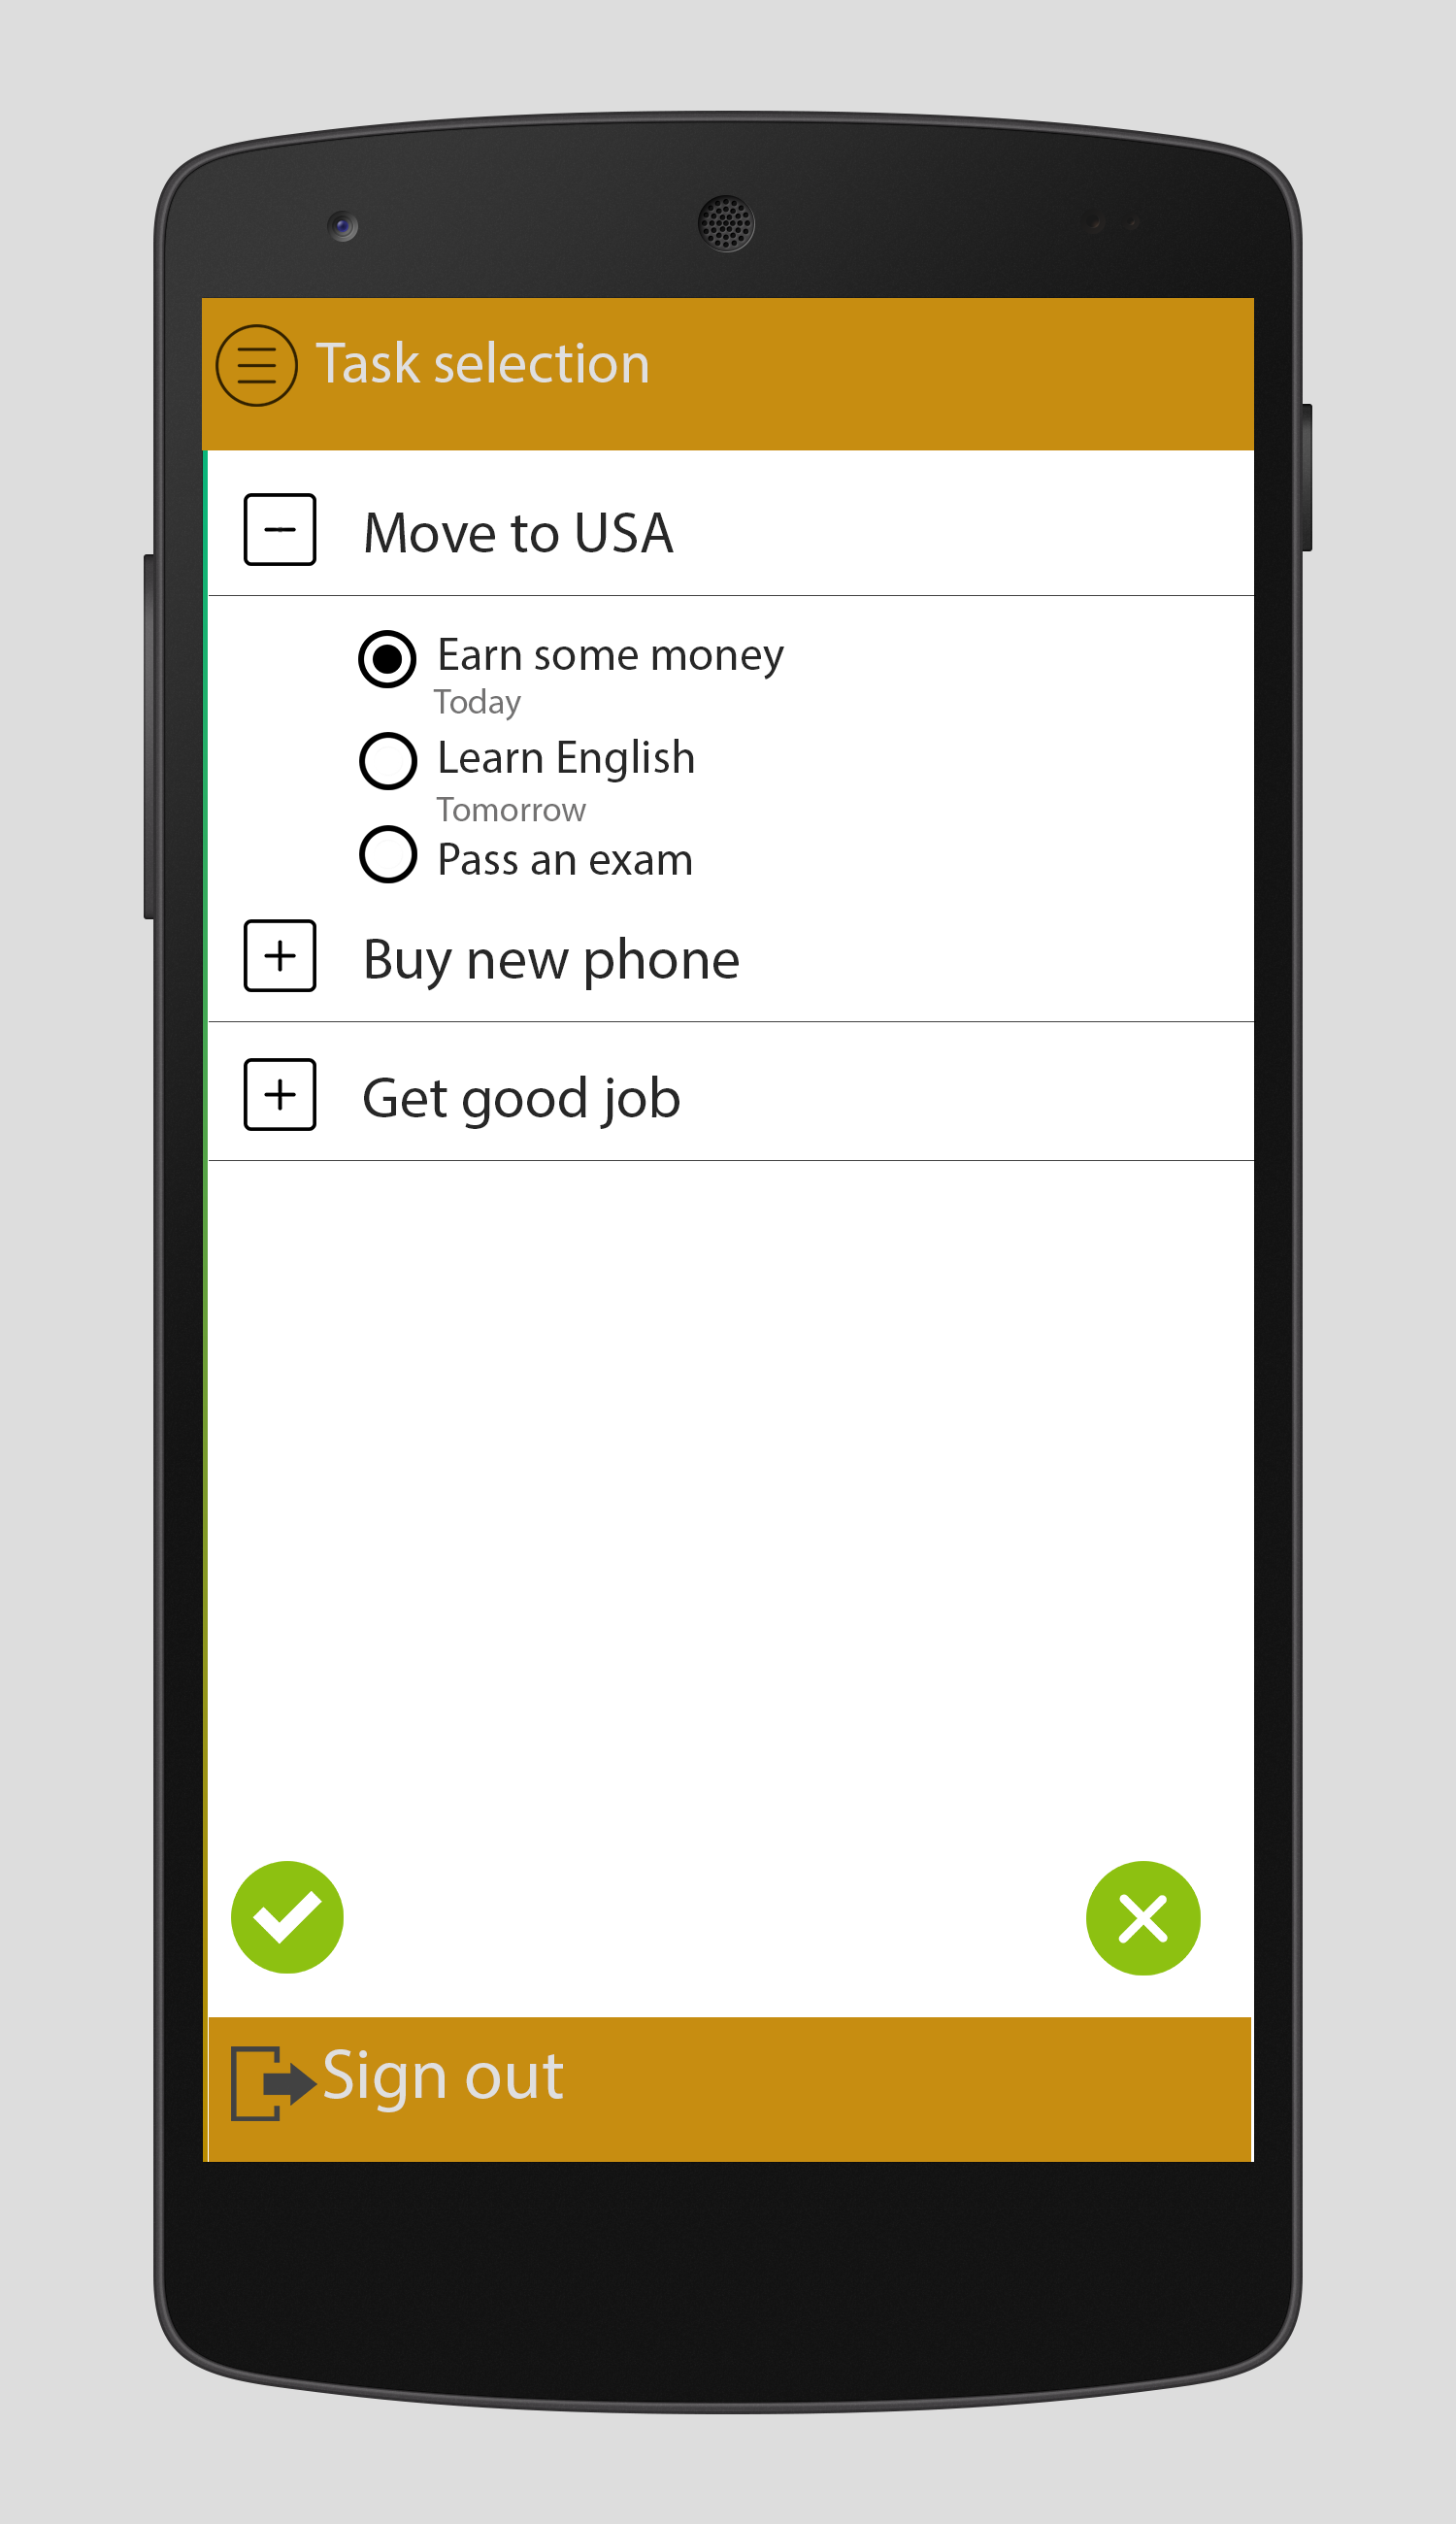 Task selection
Move to USA
Earn some money
Today
Learn English
Tomorrow
Pass an exam
Buy new phone
Get good job
Sign out